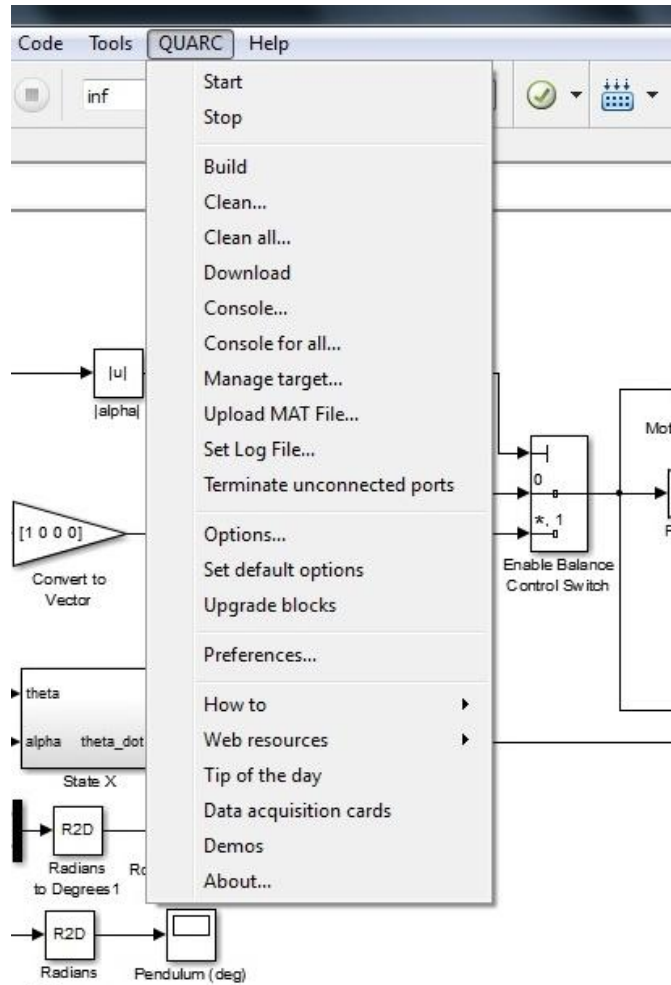 Code Tools QUARC Help
inf
Start
Stop
Build
Clean...
Clean all...
Download
Console...
Console for all...
Manage target...
Upload MAT File...
Set Log File...
Terminate unconnected ports
Options...
Set default options
Upgrade blocks
Preferences...
How to
Web resources
Tip of the day
Data acquisition cards
Demos
About...
|u|
|alpha|
[1 0 0 0]
Convert to
Vector
theta
alpha theta_dot
State X
R2D
Radians
to Degrees1
R2D
Radians
Pendulum (deg)
0
*, 1
Enable Balance
Control Switch